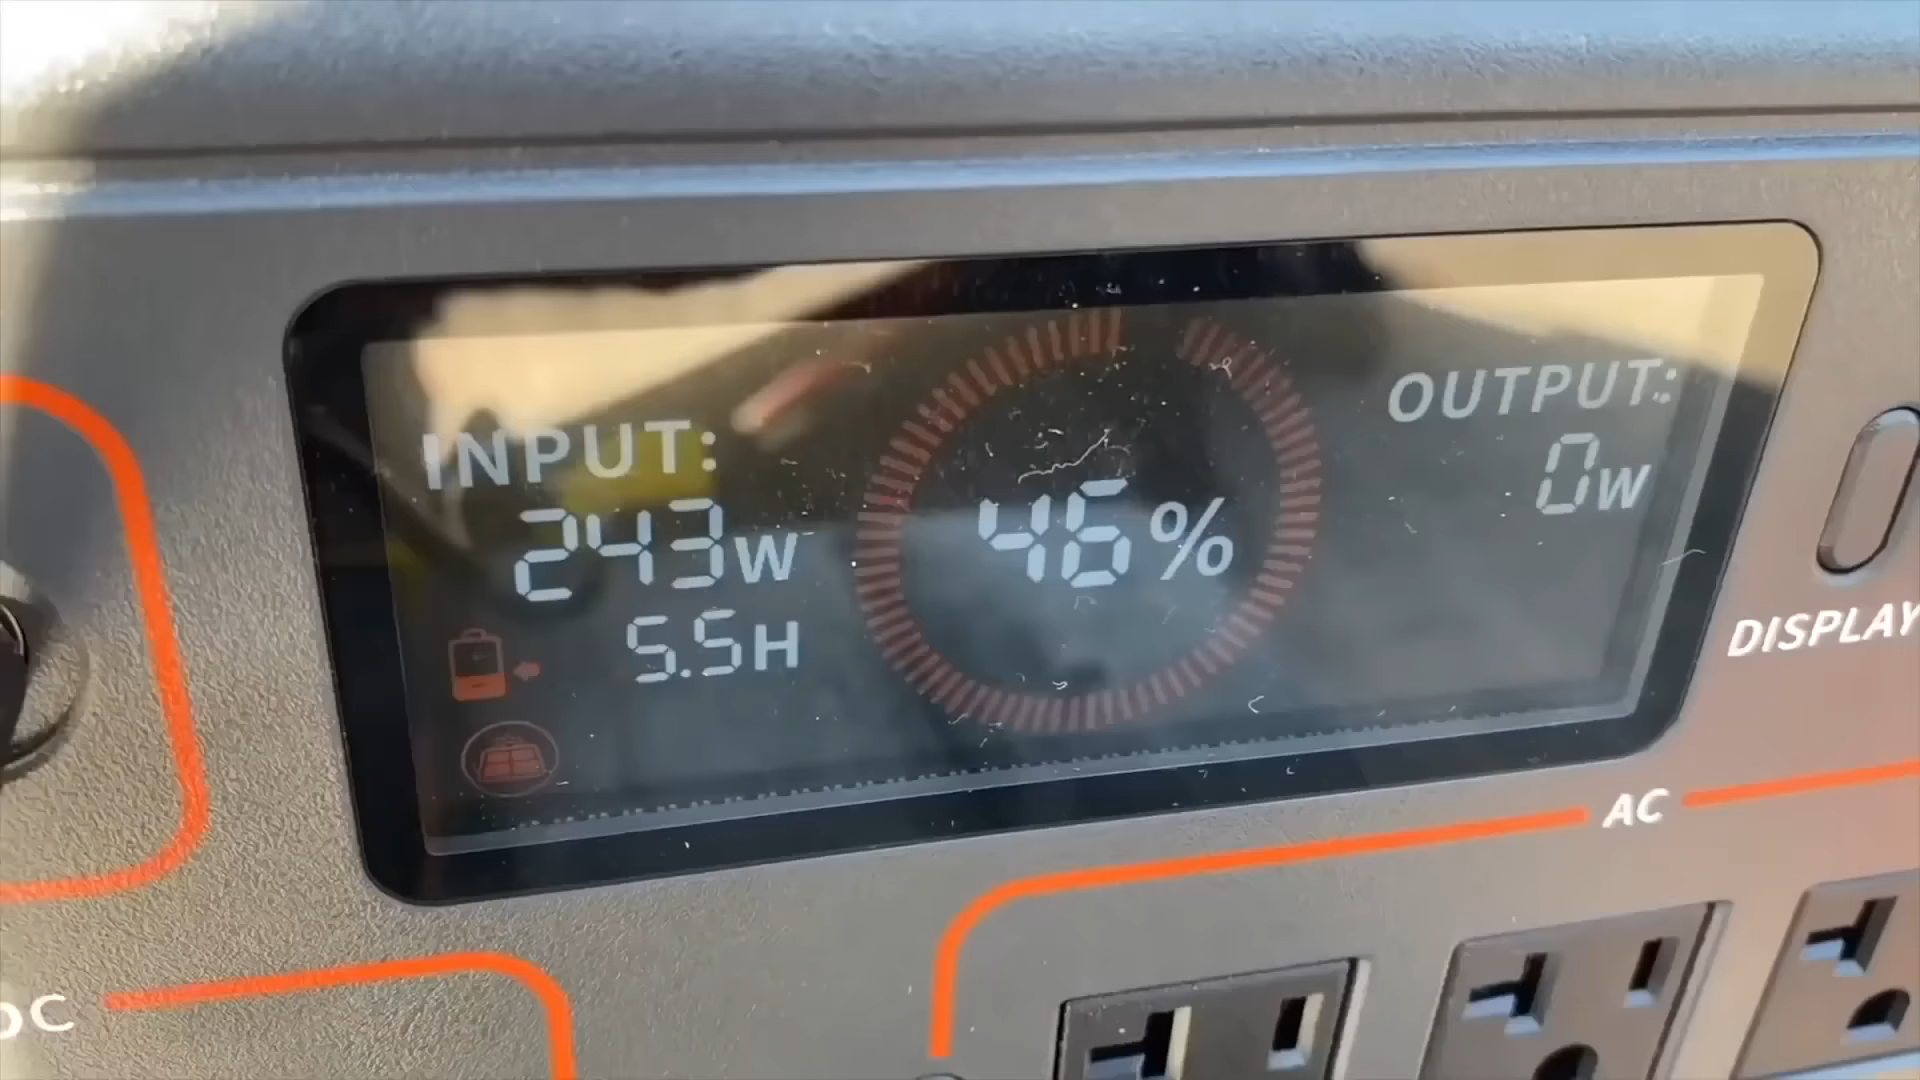 INPUT:
243W
5.5H
46%
OUTPUT:
0W
DISPLAY
AC
DC